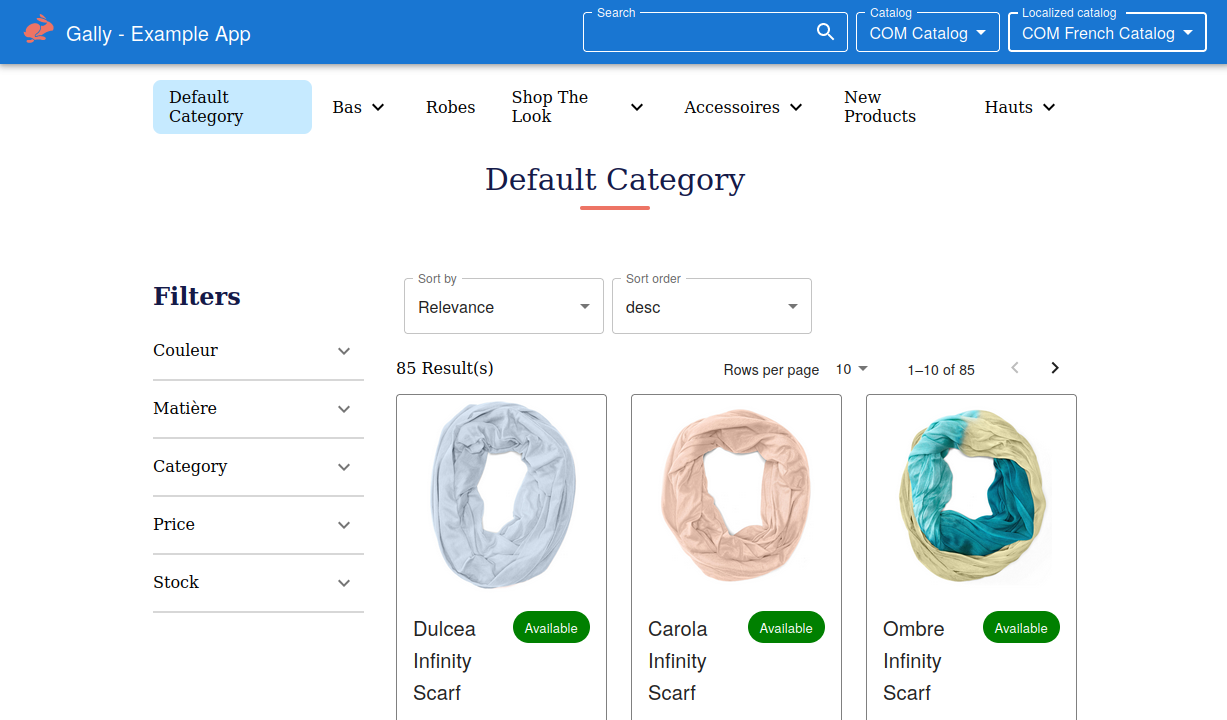 Gally - Example App
Search
Catalog
COM Catalog
Localized catalog
COM French Catalog
Default
Category
Bas
Robes
Shop The
Look
Accessoires
New
Products
Hauts
Default Category
Filters
Couleur
Matière
Category
Price
Stock
Sort by
Relevance
Sort order
desc
85 Result(s)
Rows per page
10
1–10 of 85
Dulcea
Infinity
Scarf
Available
Carola
Infinity
Scarf
Available
Ombre
Infinity
Scarf
Available